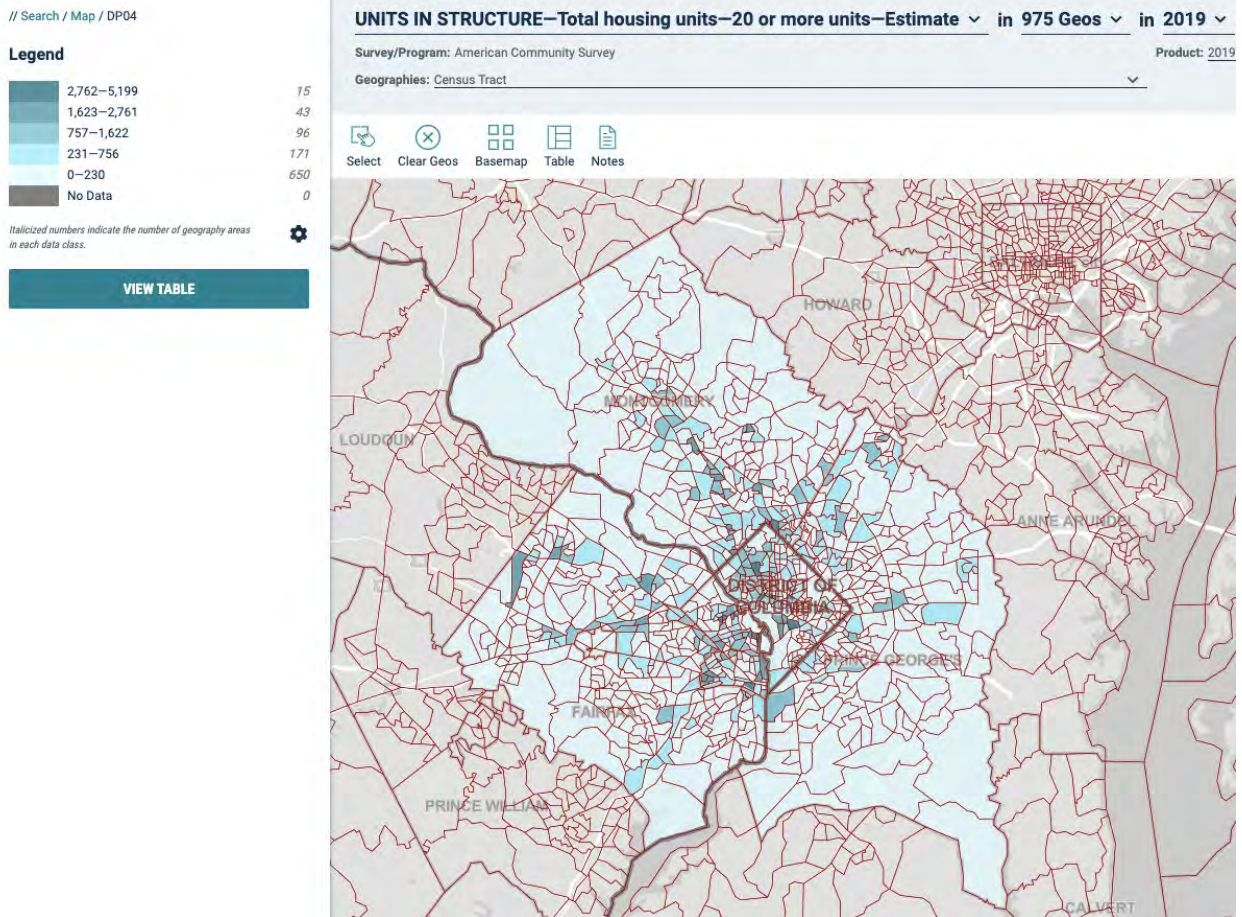 // Search / Map / DP04
Legend
2,762—5,199 15
1,623—2,761 43
757—1,622 96
231—756 171
0—230 650
No Data 0
Italicized numbers indicate the number of geography areas
in each data class.
VIEW TABLE
UNITS IN STRUCTURE—Total housing units—20 or more units—Estimate in 975 Geos in 2019
Survey/Program: American Community Survey Product: 2019
Geographies: Census Tract
Select Clear Geos Basemap Table Notes
HOWARD
MONTGOMERY
LOUDOUN
ANNE ARUNDEL
DISTRICT OF
COLUMBIA
PRINCE GEORGE'S
FAIRFAX
PRINCE WILLIAM
CALVERT